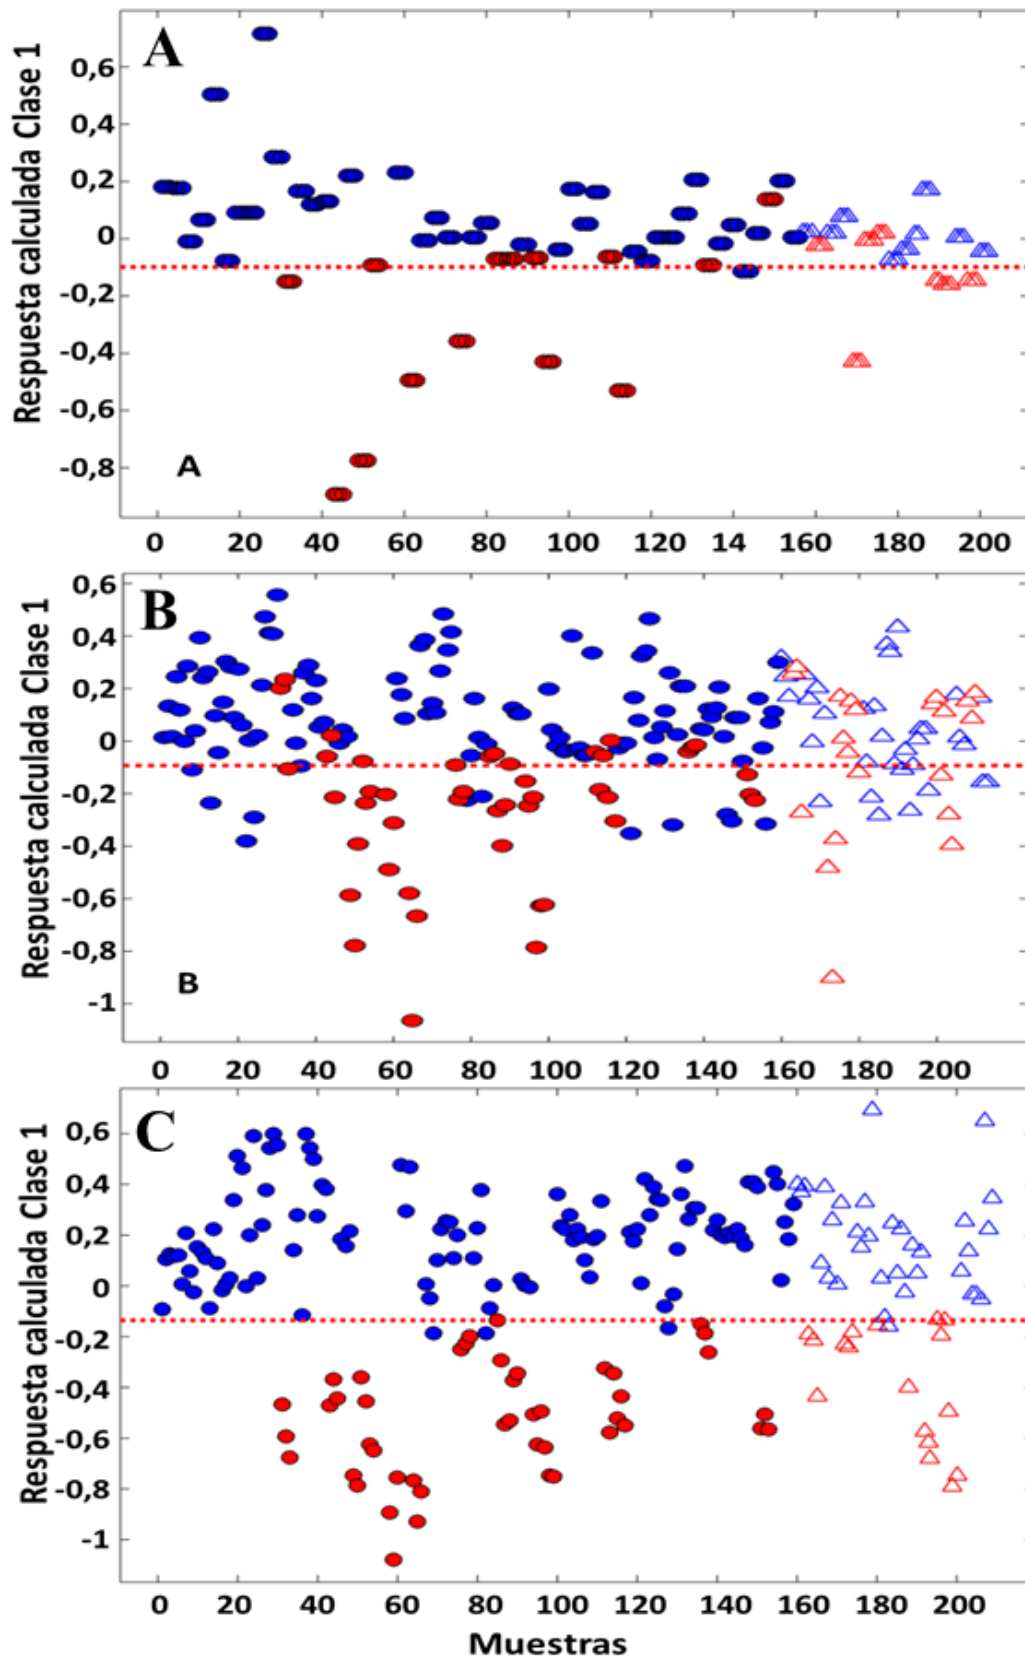 A
Respuesta calculada Clase 1
0,6
0,4
0,2
0
-0,2
-0,4
-0,6
-0,8
A
0 20 40 60 80 100 120 14 160 180 200
B
Respuesta calculada Clase 1
0,6
0,4
0,2
0
-0,2
-0,4
-0,6
-0,8
-1
B
0 20 40 60 80 100 120 140 160 180 200
C
Respuesta calculada Clase 1
0,6
0,4
0,2
0
-0,2
-0,4
-0,6
-0,8
-1
0 20 40 60 80 100 120 140 160 180 200
Muestras